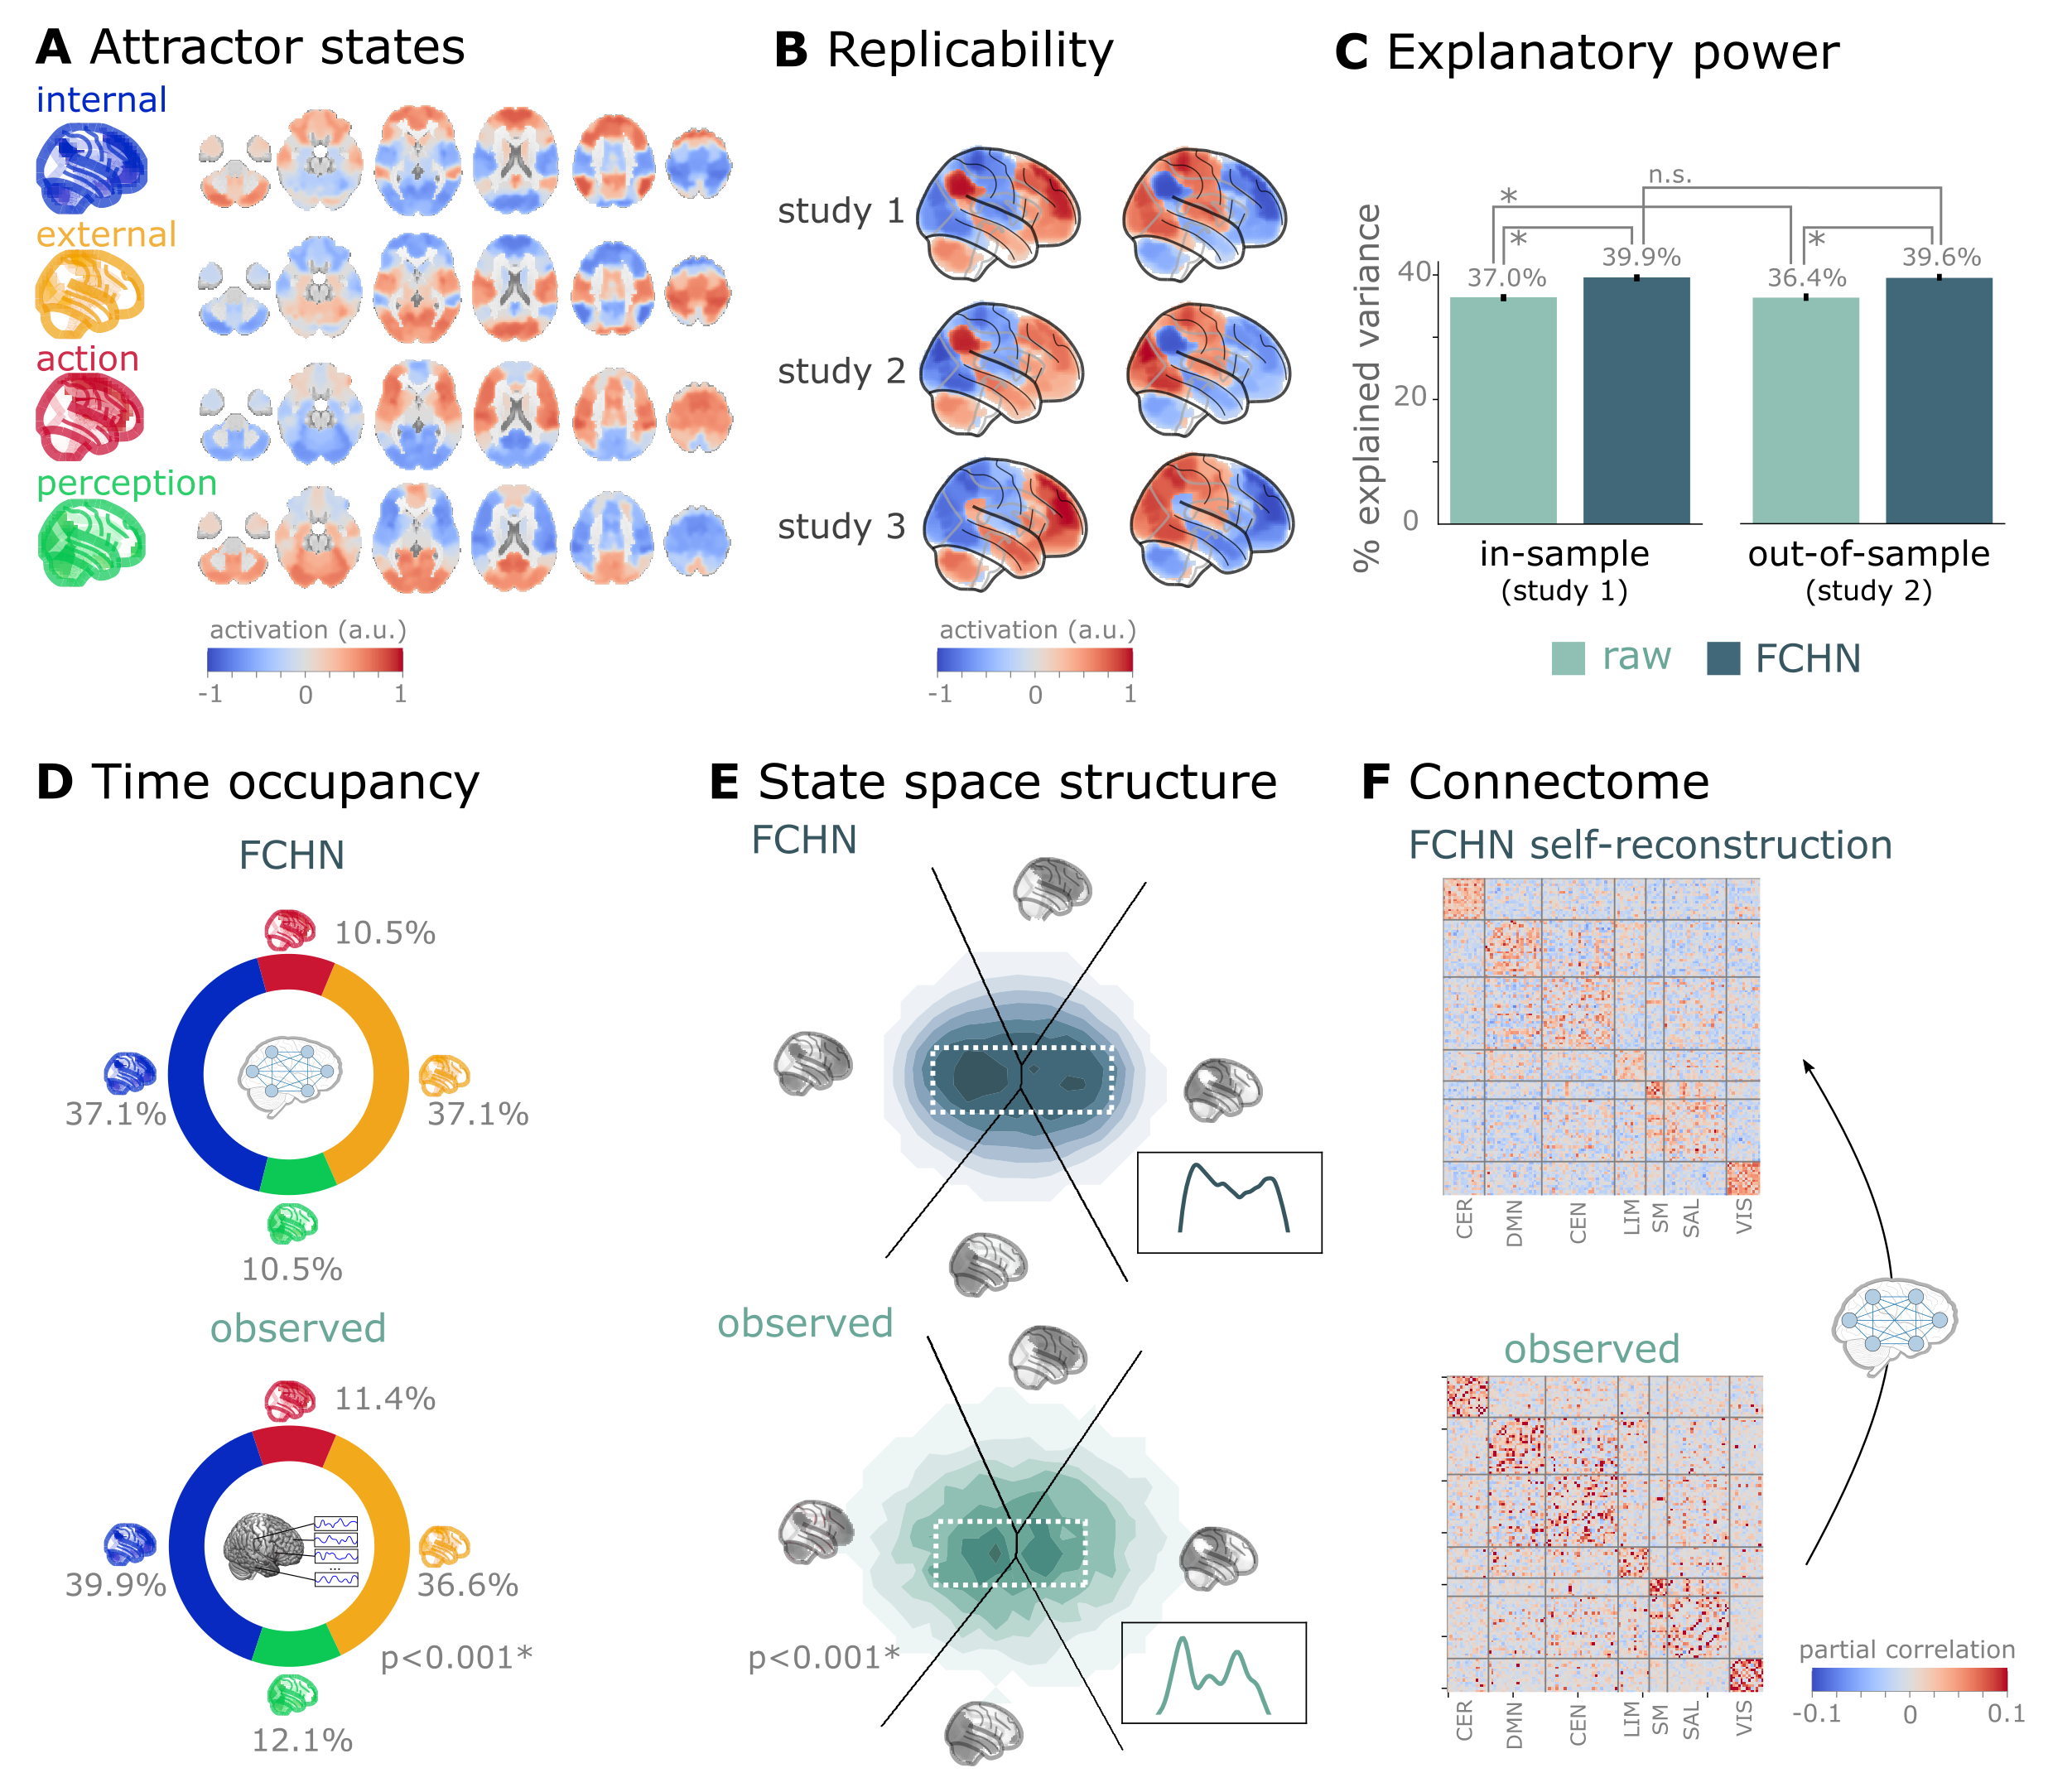 A Attractor states
internal
external
action
perception
activation (a.u.)
-1 0 1
B Replicability
study 1
study 2
study 3
activation (a.u.)
-1 0 1
C Explanatory power
% explained variance
40
20
0
n.s.
*
* *
37.0% 39.9% 36.4% 39.6%
in-sample out-of-sample
(study 1) (study 2)
raw FCHN
D Time occupancy
FCHN
10.5%
37.1% 37.1%
10.5%
observed
11.4%
39.9% 36.6%
p<0.001*
12.1%
...
E State space structure
FCHN
observed
p<0.001*
F Connectome
FCHN self-reconstruction
CER DMN CEN LIM SM SAL VIS
observed
CER DMN CEN LIM SM SAL VIS
partial correlation
-0.1 0 0.1